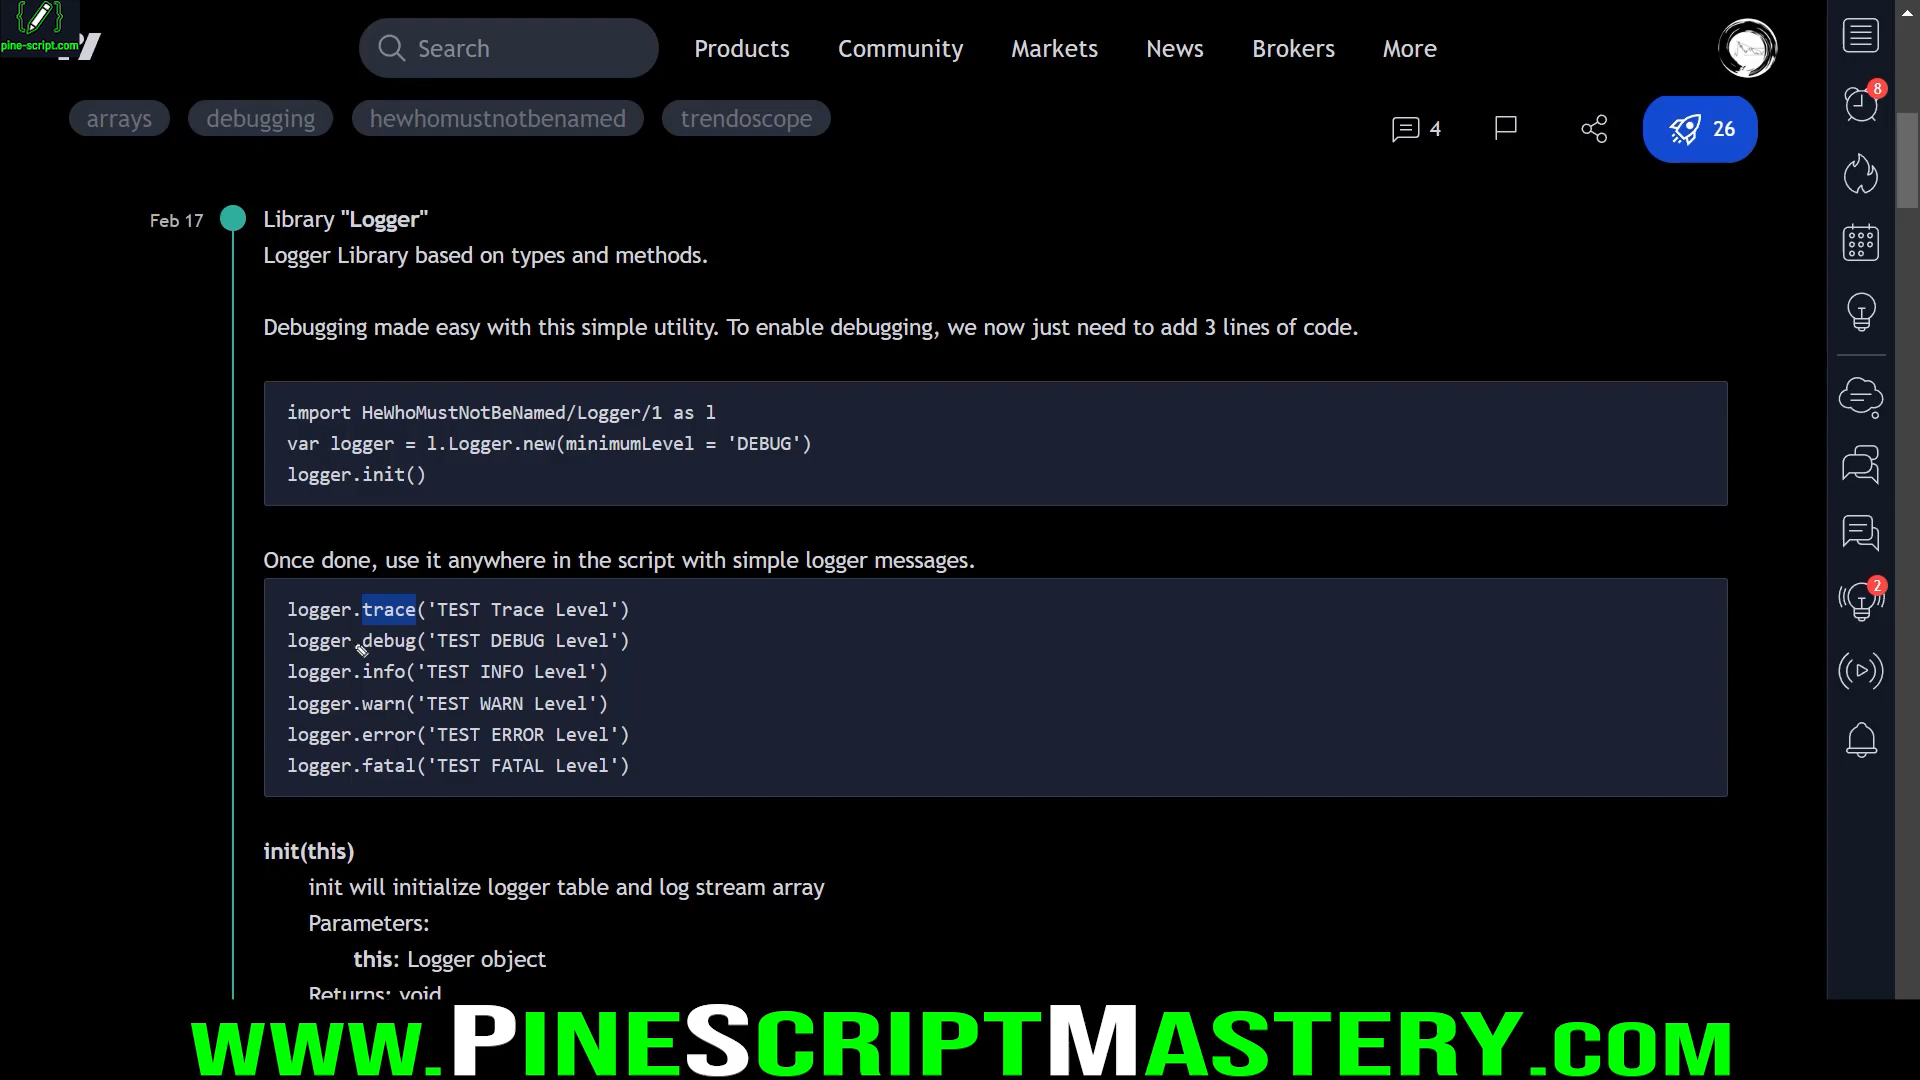 pine-script.com
Search
Products
Community
Markets
News
Brokers
More
arrays
debugging
hewhomustnotbenamed
trendoscope
4
26
8
2
Feb 17
Library "Logger"
Logger Library based on types and methods.
Debugging made easy with this simple utility. To enable debugging, we now just need to add 3 lines of code.
import HeWhoMustNotBeNamed/Logger/1 as l
var logger = l.Logger.new(minimumLevel = 'DEBUG')
logger.init()
Once done, use it anywhere in the script with simple logger messages.
logger.trace('TEST Trace Level')
logger.debug('TEST DEBUG Level')
logger.info('TEST INFO Level')
logger.warn('TEST WARN Level')
logger.error('TEST ERROR Level')
logger.fatal('TEST FATAL Level')
init(this)
init will initialize logger table and log stream array
Parameters:
this: Logger object
Returns: void
www.PineScriptMastery.com